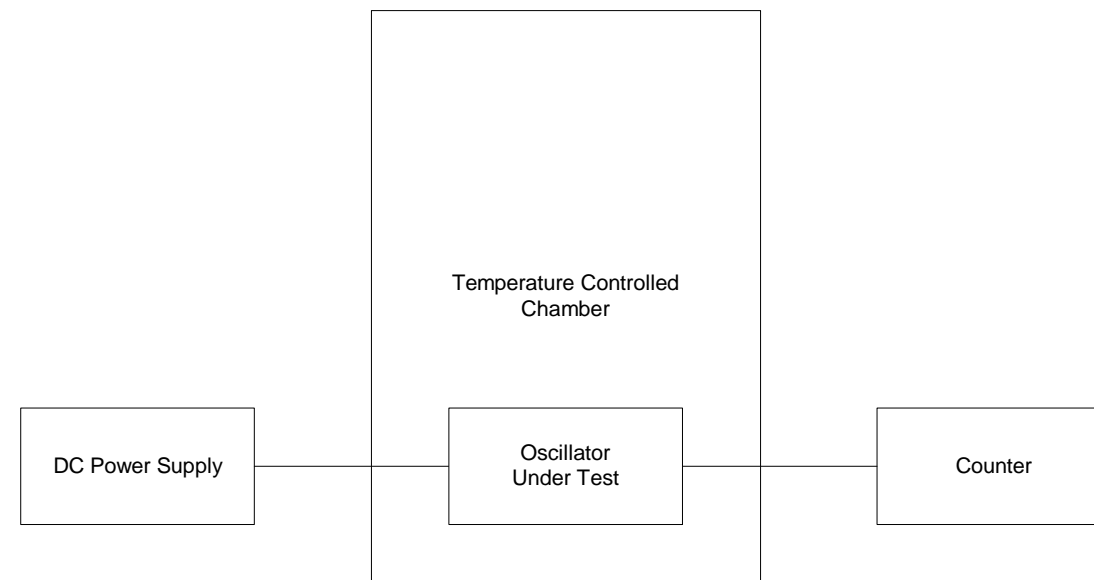 Temperature Controlled
Chamber
DC Power Supply
Oscillator
Under Test
Counter